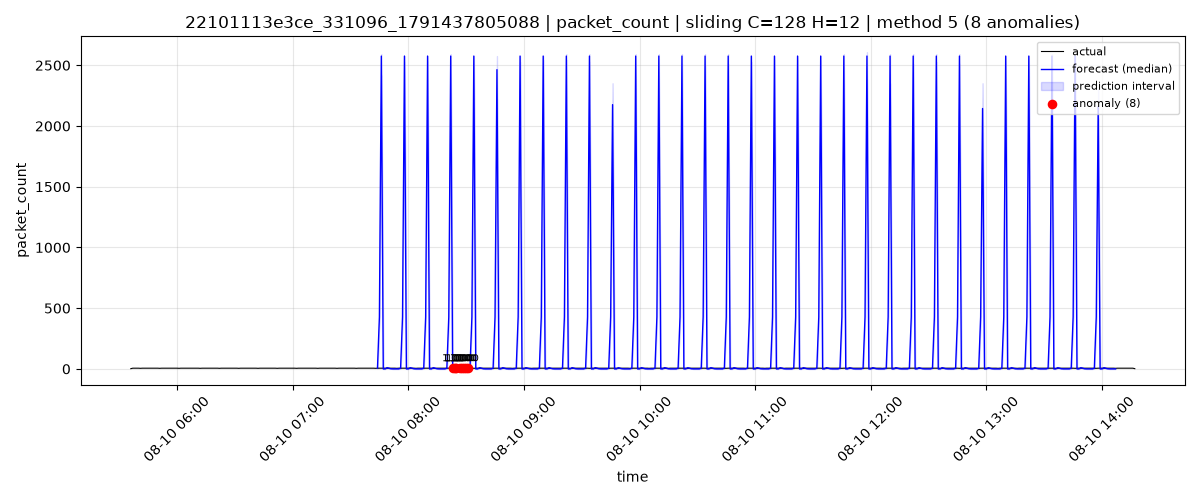 22101113e3ce_331096_1791437805088 | packet_count | sliding C=128 H=12 | method 5 (8 anomalies)
actual
forecast (median)
prediction interval
anomaly (8)
packet_count
2500
2000
1500
1000
500
0
08-10 06:00
08-10 07:00
08-10 08:00
08-10 09:00
08-10 10:00
08-10 11:00
08-10 12:00
08-10 13:00
08-10 14:00
time